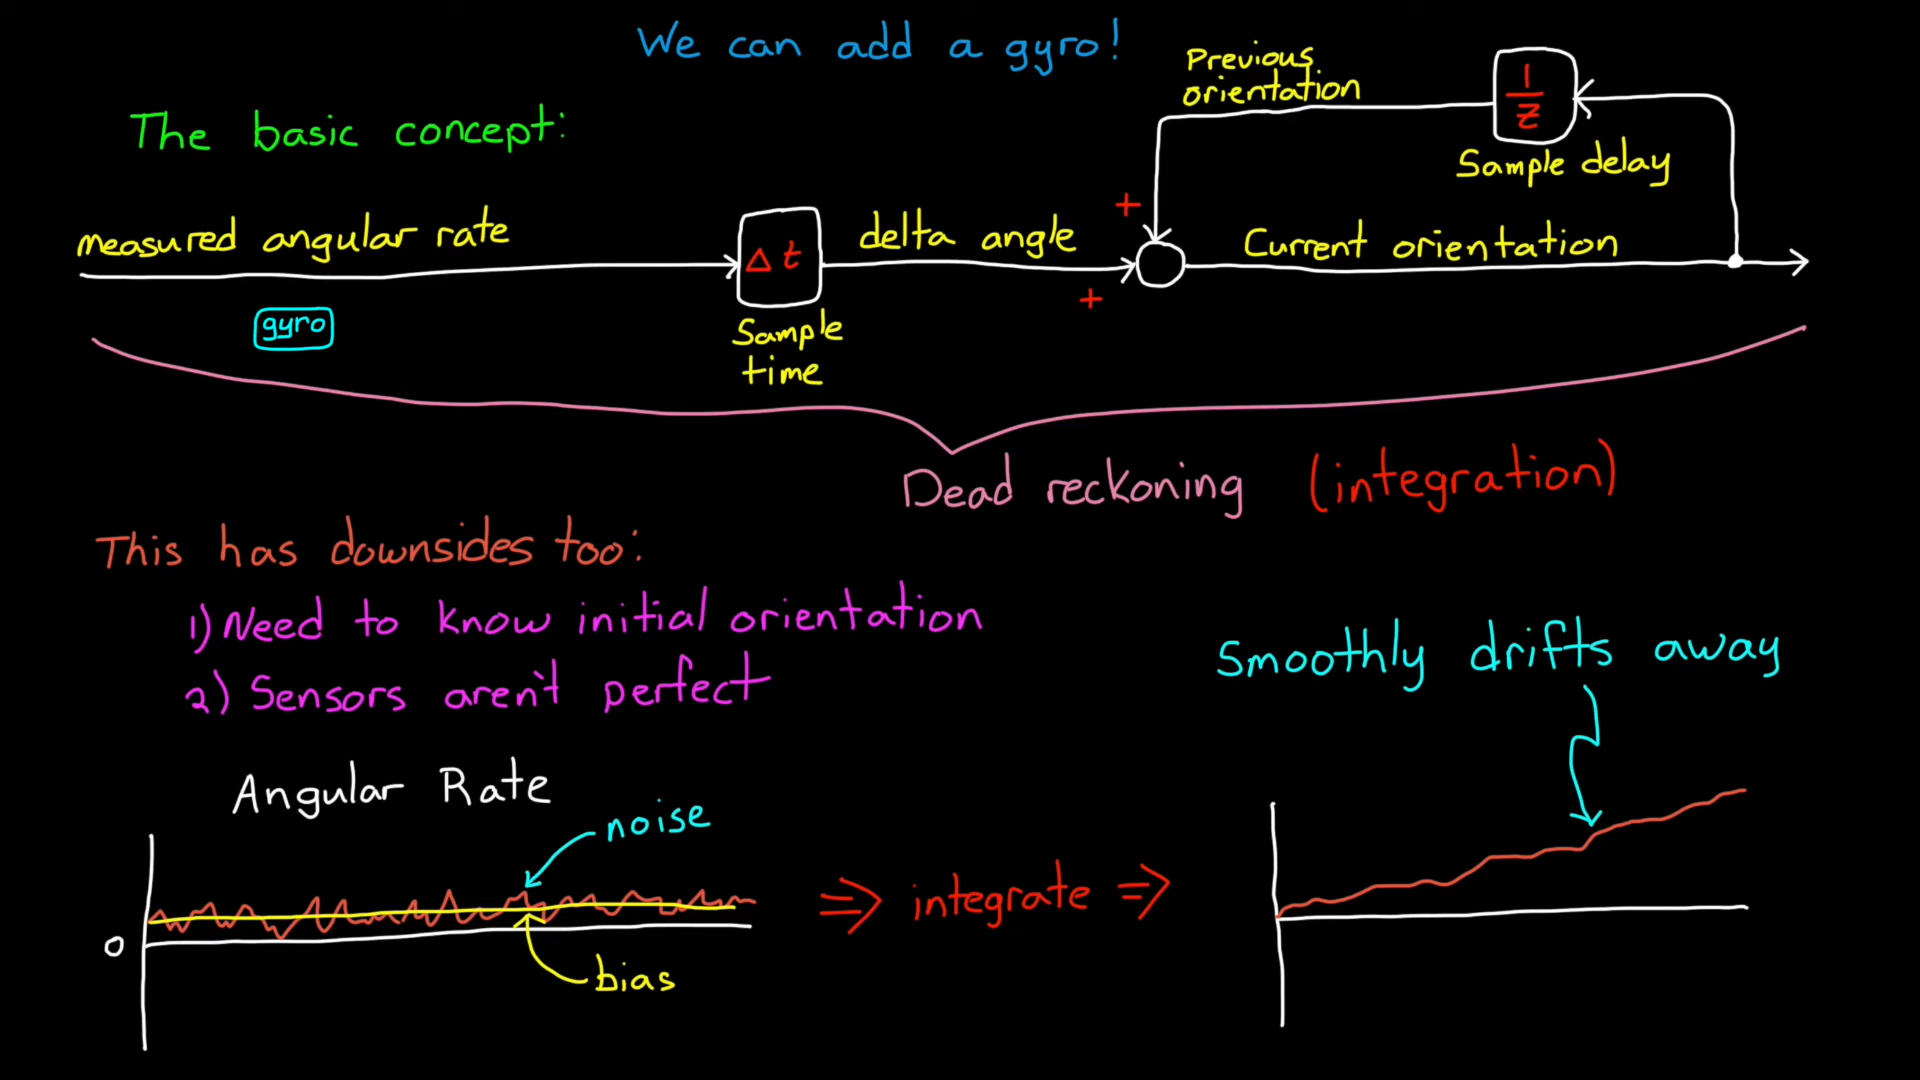 We can add a gyro!
The basic concept:
Previous
orientation
1
z
Sample delay
measured angular rate
Δt
delta angle
+
+
Current orientation
gyro
Sample
time
Dead reckoning (integration)
This has downsides too:
1) Need to know initial orientation
2) Sensors aren't perfect
Smoothly drifts away
Angular Rate
noise
⇒ integrate ⇒
0
bias